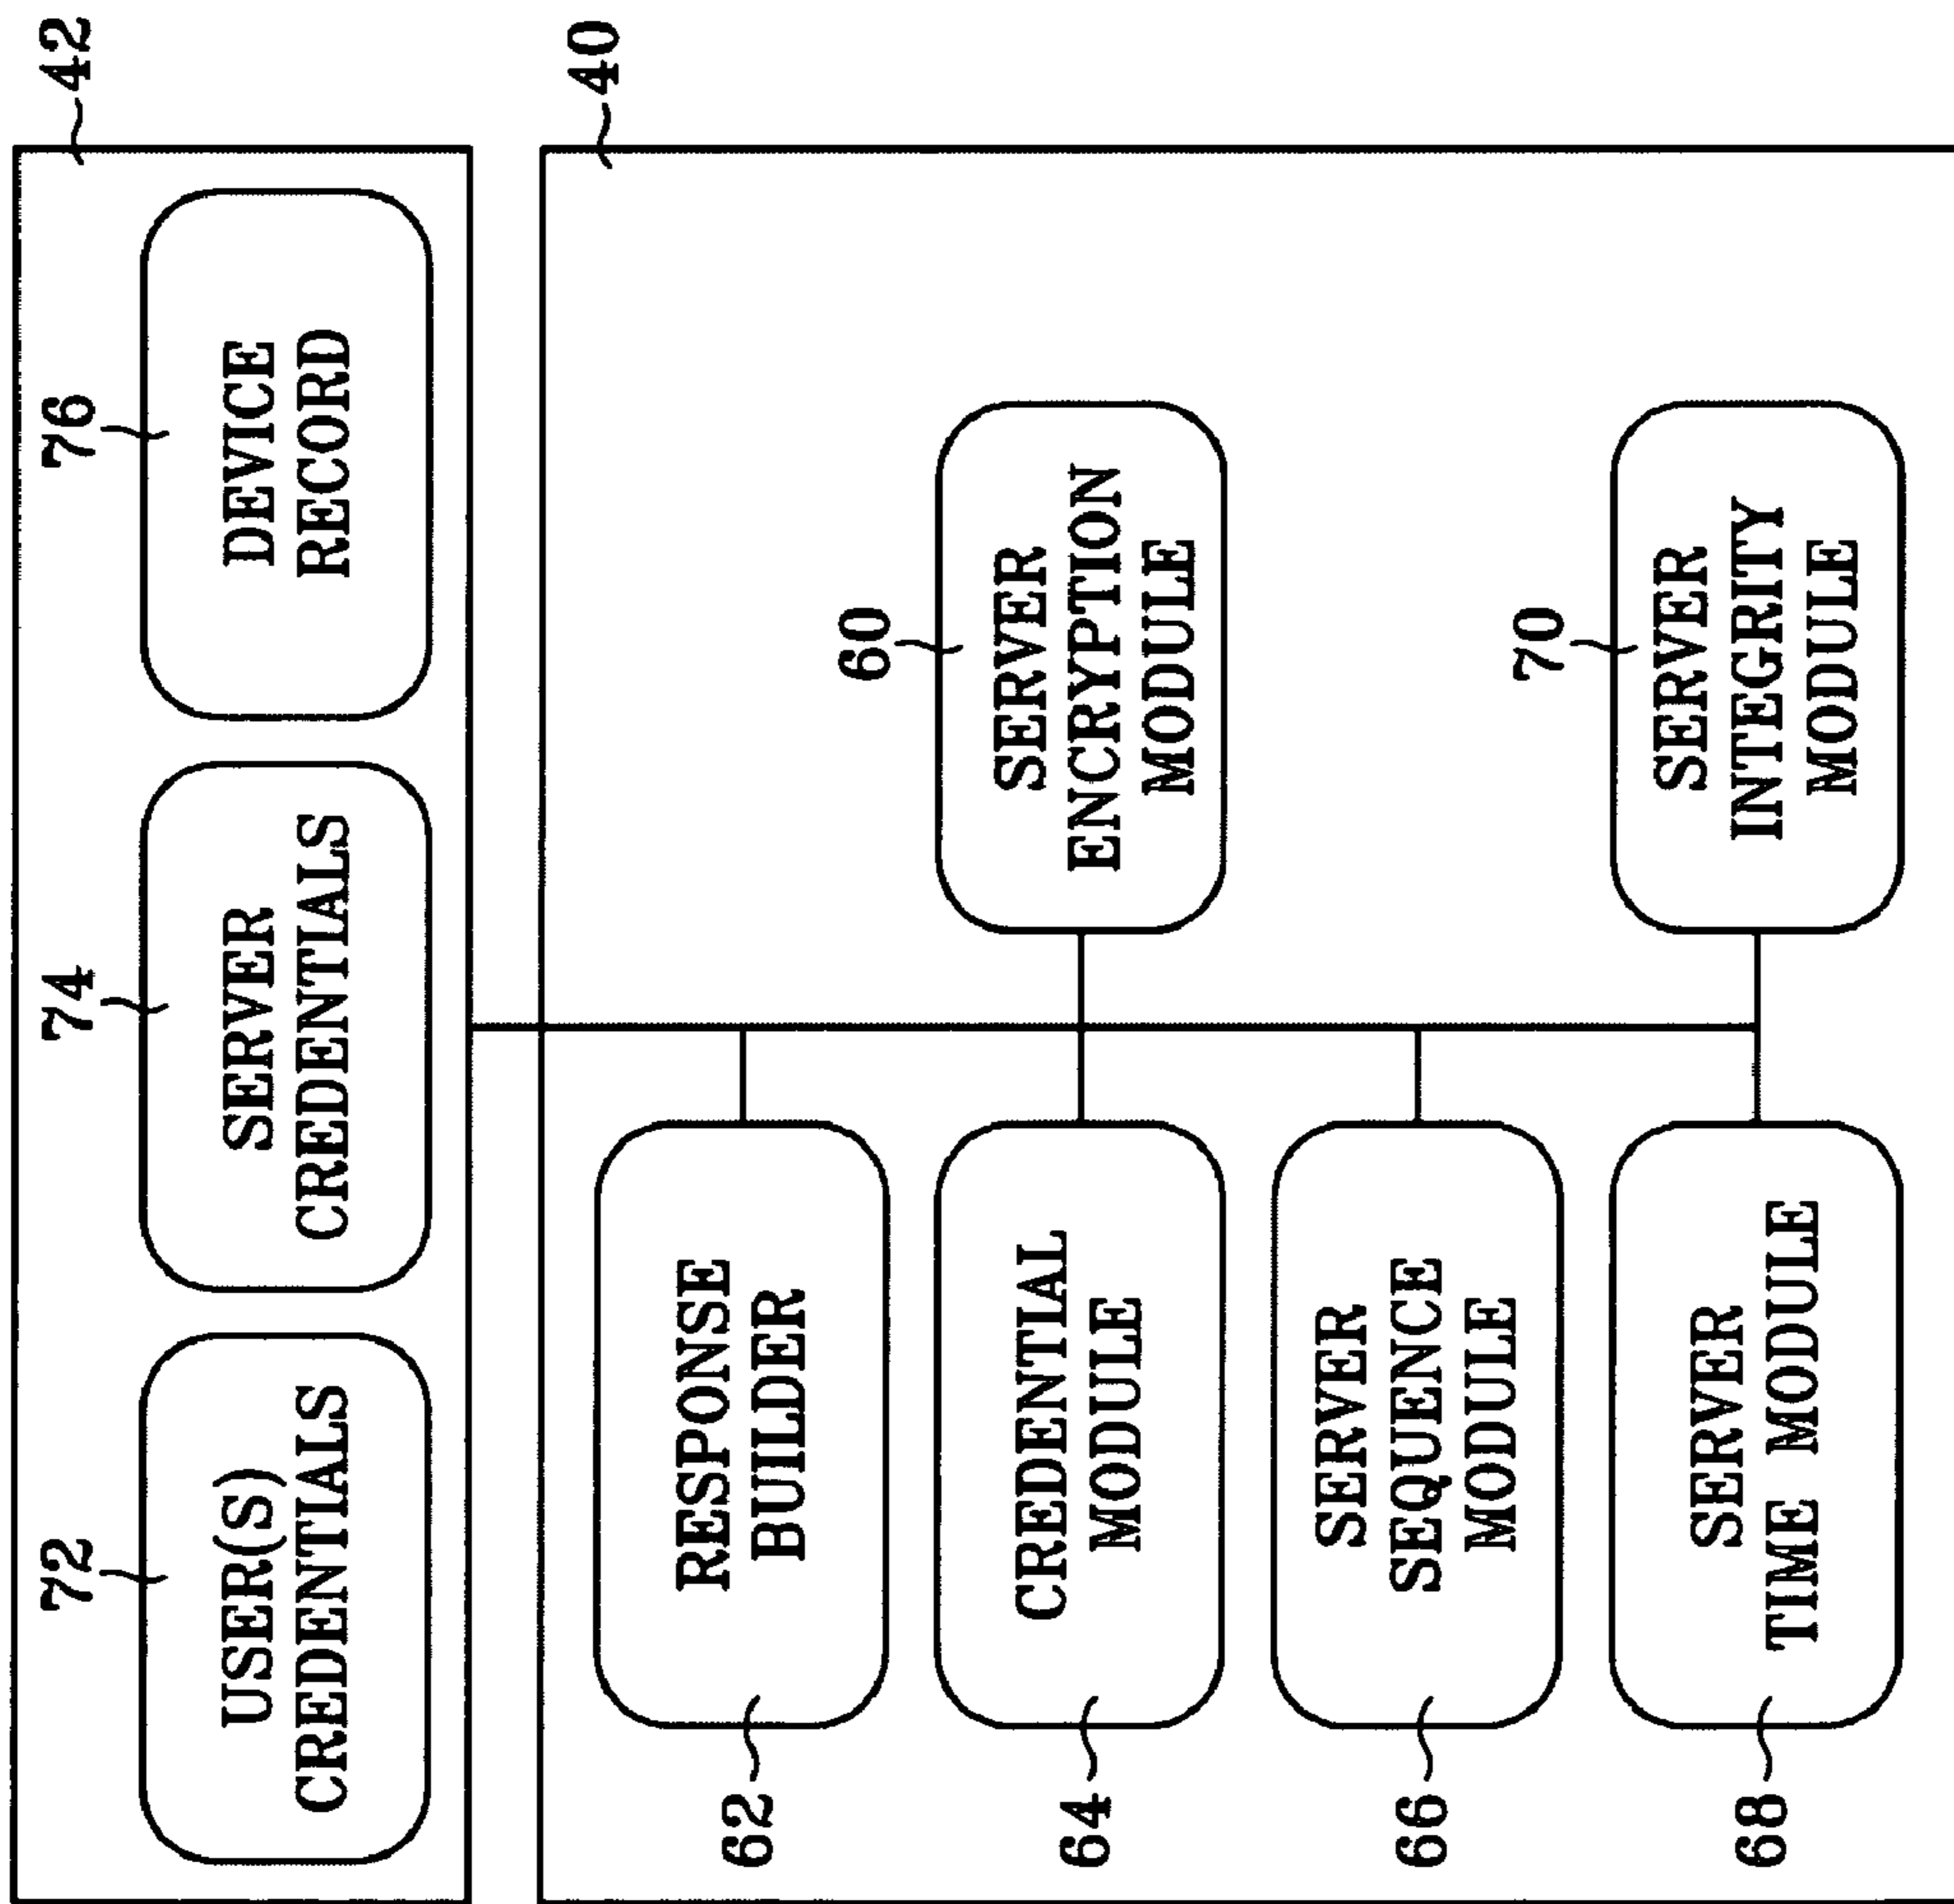 42
72
USER(S)
CREDENTIALS
74
SERVER
CREDENTIALS
76
DEVICE
RECORD
40
62
RESPONSE
BUILDER
60
SERVER
ENCRYPTION
MODULE
64
CREDENTIAL
MODULE
66
SERVER
SEQUENCE
MODULE
70
SERVER
INTEGRITY
MODULE
68
SERVER
TIME MODULE